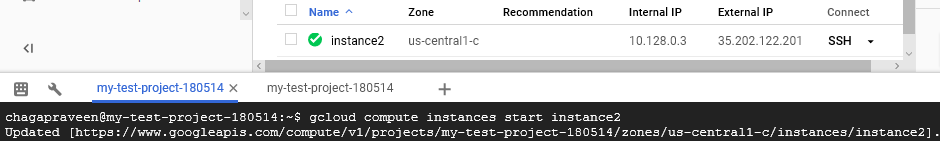 Name Zone Recommendation Internal IP External IP Connect
instance2 us-central1-c 10.128.0.3 35.202.122.201 SSH
my-test-project-180514 my-test-project-180514
chagapraveen@my-test-project-180514:~$ gcloud compute instances start instance2
Updated [https://www.googleapis.com/compute/v1/projects/my-test-project-180514/zones/us-central1-c/instances/instance2].